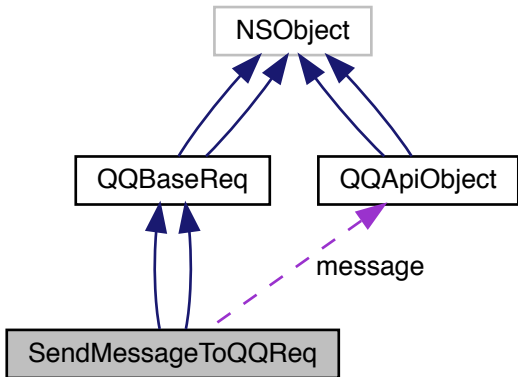 NSObject
QQBaseReq
QQApiObject
message
SendMessageToQQReq